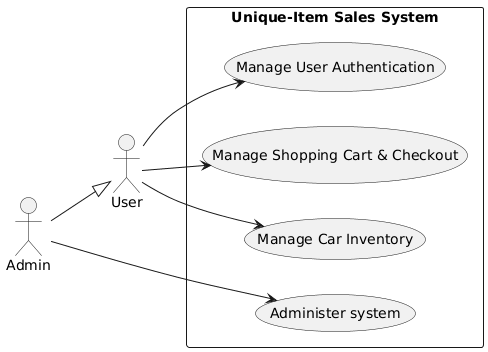 Unique-Item Sales System
Manage User Authentication
Manage Shopping Cart & Checkout
User
Manage Car Inventory
Admin
Administer system